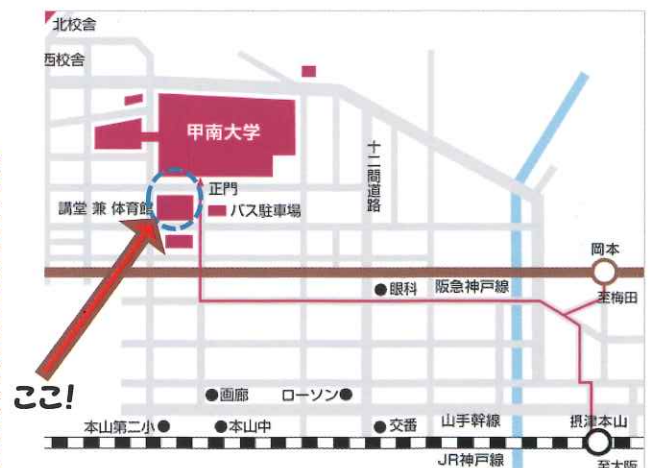 北校舎
西校舎
甲南大学
十二間道路
正門
講堂 兼 体育館
バス駐車場
岡本
眼科
阪急神戸線
至梅田
ここ!
画廊
ローソン
本山第二小
本山中
交番
山手幹線
摂津本山
JR神戸線
至大阪